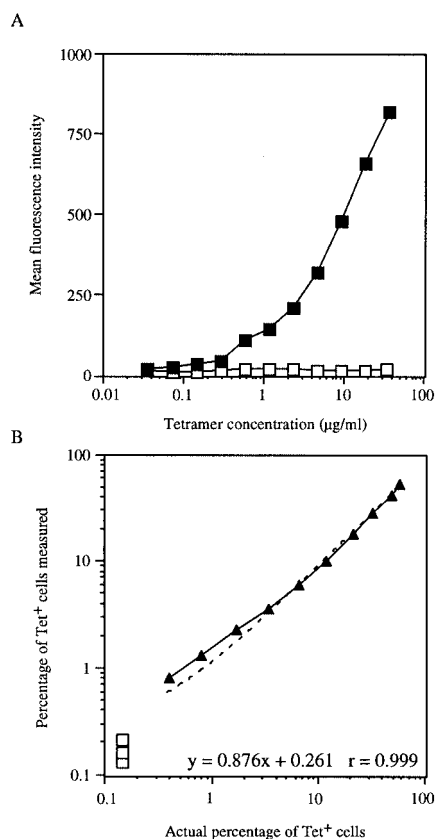 A
1000
750
500
250
0
Mean fluorescence intensity
0.01
0.1
1
10
100
Tetramer concentration (µg/ml)
B
100
10
1
0.1
Percentage of Tet⁺ cells measured
y = 0.876x + 0.261 r = 0.999
0.1
1
10
100
Actual percentage of Tet⁺ cells